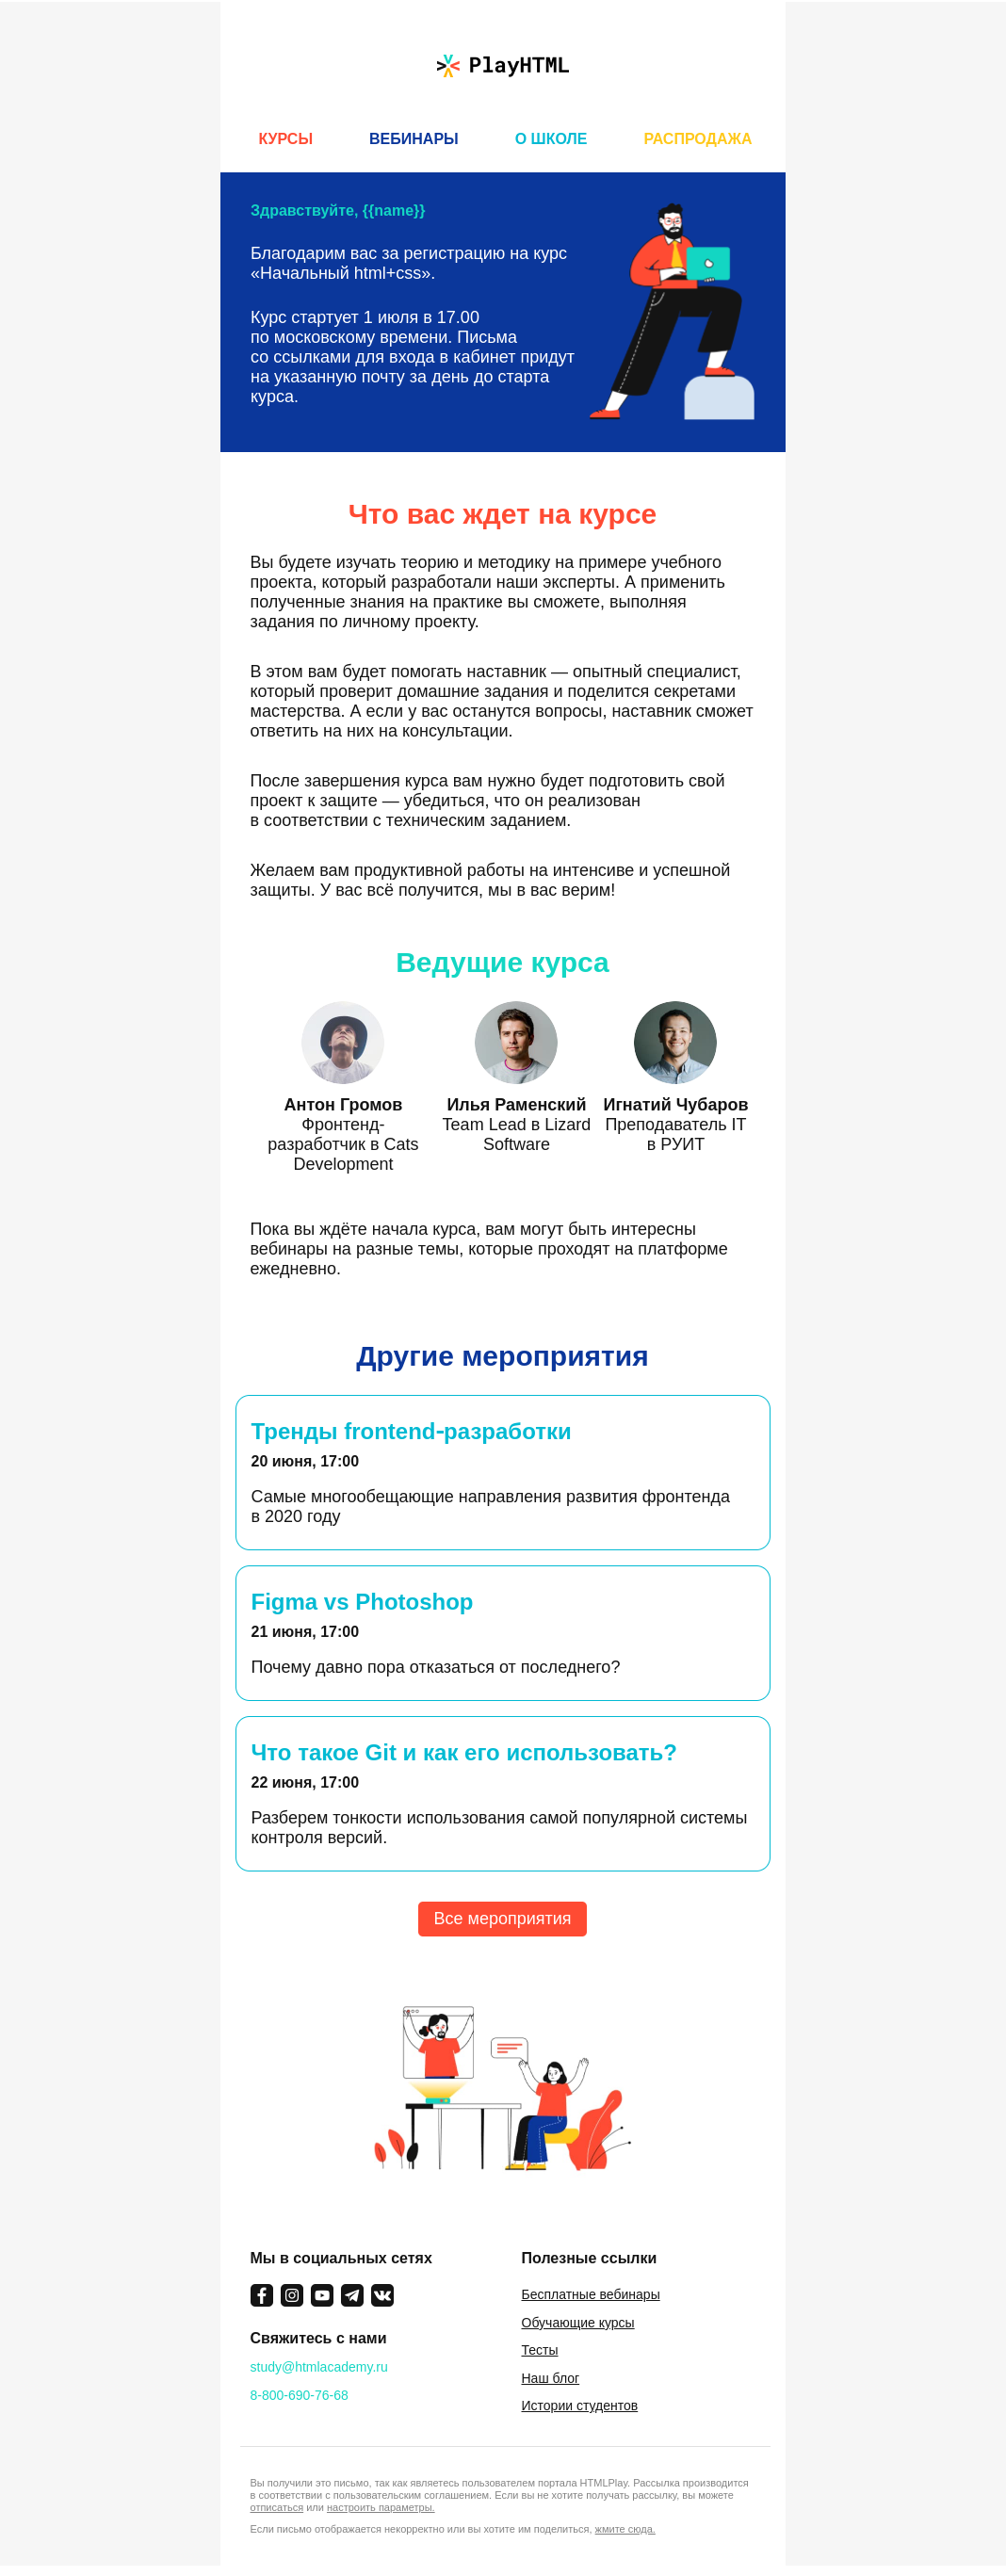 PlayHTML
КУРСЫ ВЕБИНАРЫ О ШКОЛЕ РАСПРОДАЖА
Здравствуйте, {{name}}
Благодарим вас за регистрацию на курс
«Начальный html+css».
Курс стартует 1 июля в 17.00
по московскому времени. Письма
со ссылками для входа в кабинет придут
на указанную почту за день до старта
курса.
Что вас ждет на курсе
Вы будете изучать теорию и методику на примере учебного
проекта, который разработали наши эксперты. А применить
полученные знания на практике вы сможете, выполняя
задания по личному проекту.
В этом вам будет помогать наставник — опытный специалист,
который проверит домашние задания и поделится секретами
мастерства. А если у вас останутся вопросы, наставник сможет
ответить на них на консультации.
После завершения курса вам нужно будет подготовить свой
проект к защите — убедиться, что он реализован
в соответствии с техническим заданием.
Желаем вам продуктивной работы на интенсиве и успешной
защиты. У вас всё получится, мы в вас верим!
Ведущие курса
Антон Громов
Фронтенд-
разработчик в Cats
Development
Илья Раменский
Team Lead в Lizard
Software
Игнатий Чубаров
Преподаватель IT
в РУИТ
Пока вы ждёте начала курса, вам могут быть интересны
вебинары на разные темы, которые проходят на платформе
ежедневно.
Другие мероприятия
Тренды frontend-разработки
20 июня, 17:00
Самые многообещающие направления развития фронтенда
в 2020 году
Figma vs Photoshop
21 июня, 17:00
Почему давно пора отказаться от последнего?
Что такое Git и как его использовать?
22 июня, 17:00
Разберем тонкости использования самой популярной системы
контроля версий.
Все мероприятия
Мы в социальных сетях
Свяжитесь с нами
study@htmlacademy.ru
8-800-690-76-68
Полезные ссылки
Бесплатные вебинары
Обучающие курсы
Тесты
Наш блог
Истории студентов
Вы получили это письмо, так как являетесь пользователем портала HTMLPlay. Рассылка производится
в соответствии с пользовательским соглашением. Если вы не хотите получать рассылку, вы можете
отписаться или настроить параметры.
Если письмо отображается некорректно или вы хотите им поделиться, жмите сюда.